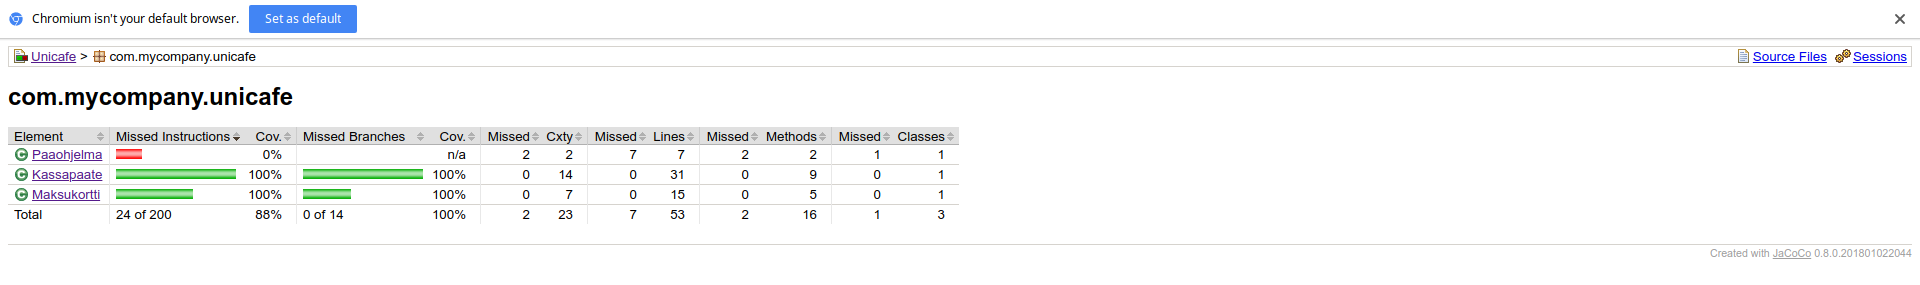 Chromium isn't your default browser. Set as default
Unicafe > com.mycompany.unicafe Source Files Sessions
com.mycompany.unicafe
Element Missed Instructions Cov. Missed Branches Cov. Missed Cxty Missed Lines Missed Methods Missed Classes
Paaohjelma 0% n/a 2 2 7 7 2 2 1 1
Kassapaate 100% 100% 0 14 0 31 0 9 0 1
Maksukortti 100% 100% 0 7 0 15 0 5 0 1
Total 24 of 200 88% 0 of 14 100% 2 23 7 53 2 16 1 3
Created with JaCoCo 0.8.0.201801022044